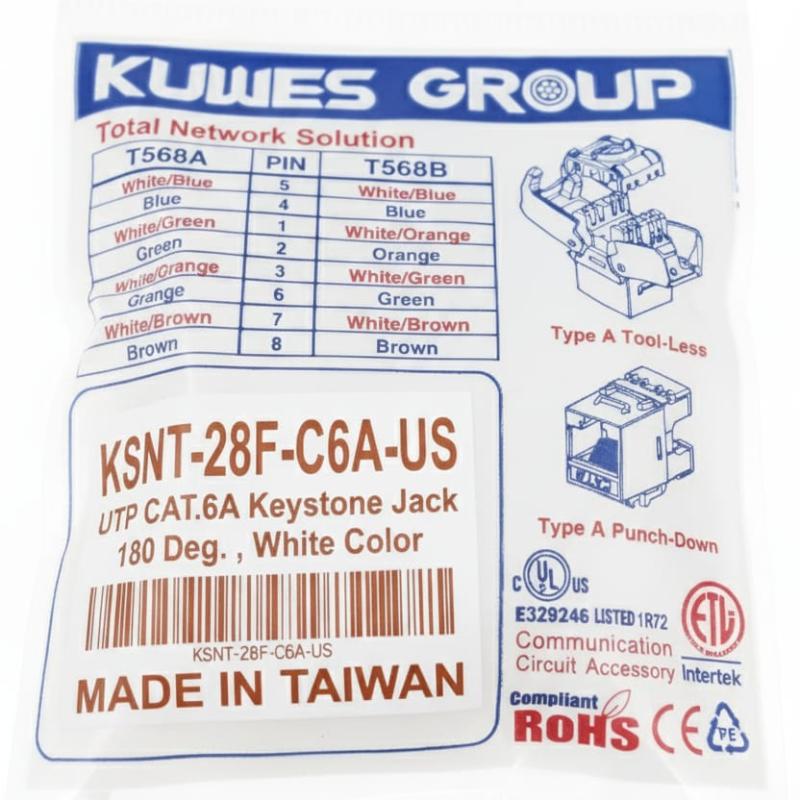 KUWES GROUP
Total Network Solution
T568A PIN T568B
White/Blue 5 White/Blue
Blue 4 Blue
White/Green 1 White/Orange
Green 2 Orange
White/Orange 3 White/Green
Orange 6 Green
White/Brown 7 White/Brown
Brown 8 Brown
Type A Tool-Less
KSNT-28F-C6A-US
UTP CAT.6A Keystone Jack
180 Deg. , White Color
KSNT-28F-C6A-US
MADE IN TAIWAN
Type A Punch-Down
C UL US
E329246 LISTED 1R72
Communication
Circuit Accessory
ETL
Intertek
Compliant
RoHS CE PE